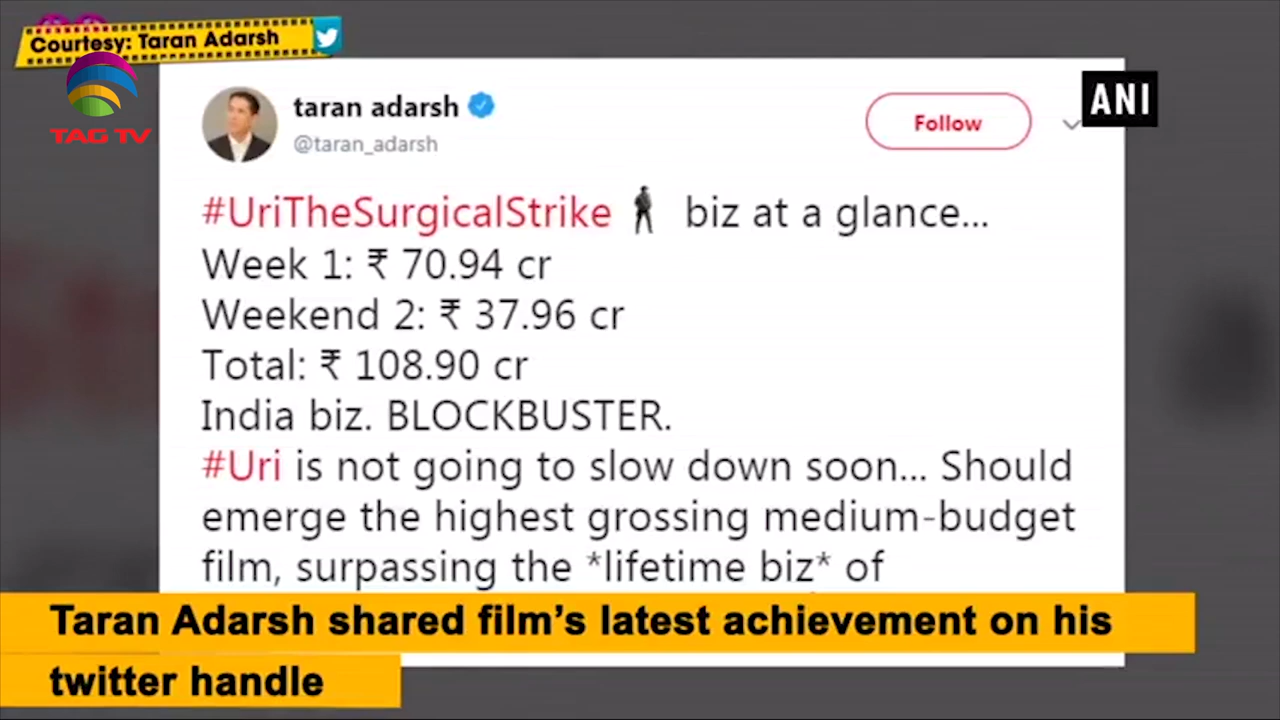 Courtesy: Taran Adarsh
TAG TV
ANI
taran adarsh
@taran_adarsh
Follow
#UriTheSurgicalStrike biz at a glance...
Week 1: ₹ 70.94 cr
Weekend 2: ₹ 37.96 cr
Total: ₹ 108.90 cr
India biz. BLOCKBUSTER.
#Uri is not going to slow down soon... Should
emerge the highest grossing medium-budget
film, surpassing the *lifetime biz* of
Taran Adarsh shared film’s latest achievement on his
twitter handle